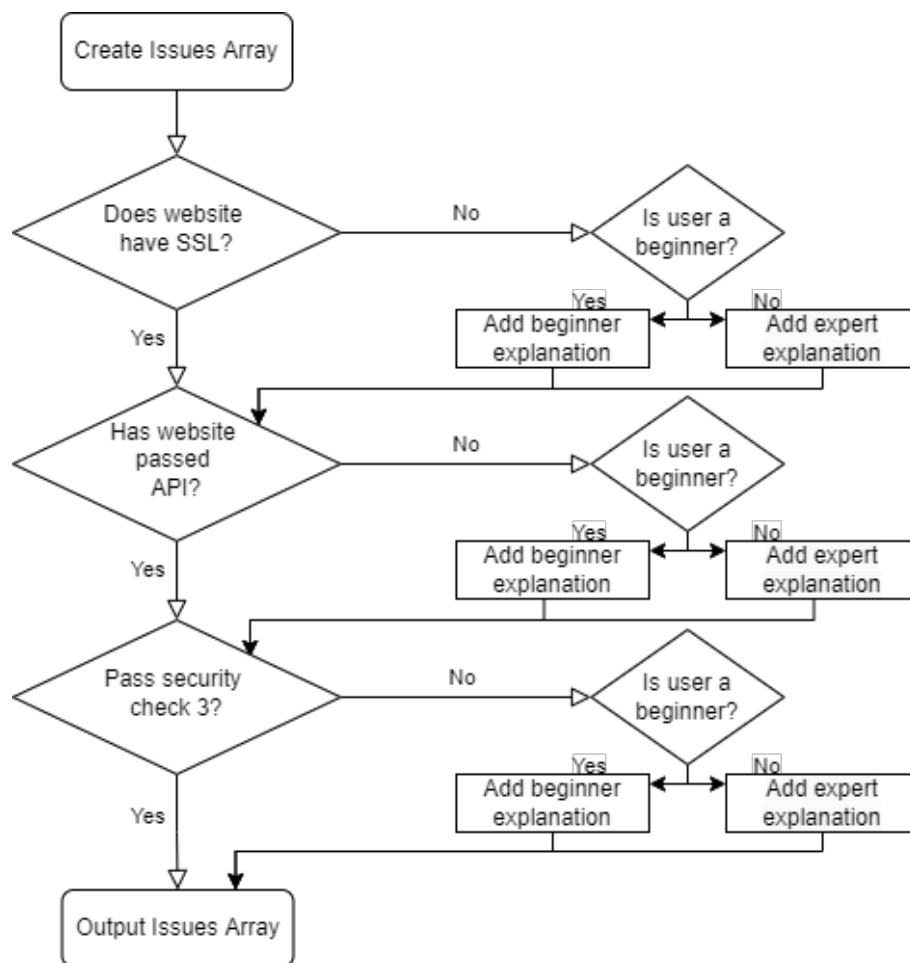 Create Issues Array
Does website
have SSL?
No
Is user a
beginner?
Yes
No
Add beginner
explanation
Add expert
explanation
Yes
Has website
passed
API?
No
Is user a
beginner?
Yes
No
Add beginner
explanation
Add expert
explanation
Yes
Pass security
check 3?
No
Is user a
beginner?
Yes
No
Add beginner
explanation
Add expert
explanation
Yes
Output Issues Array